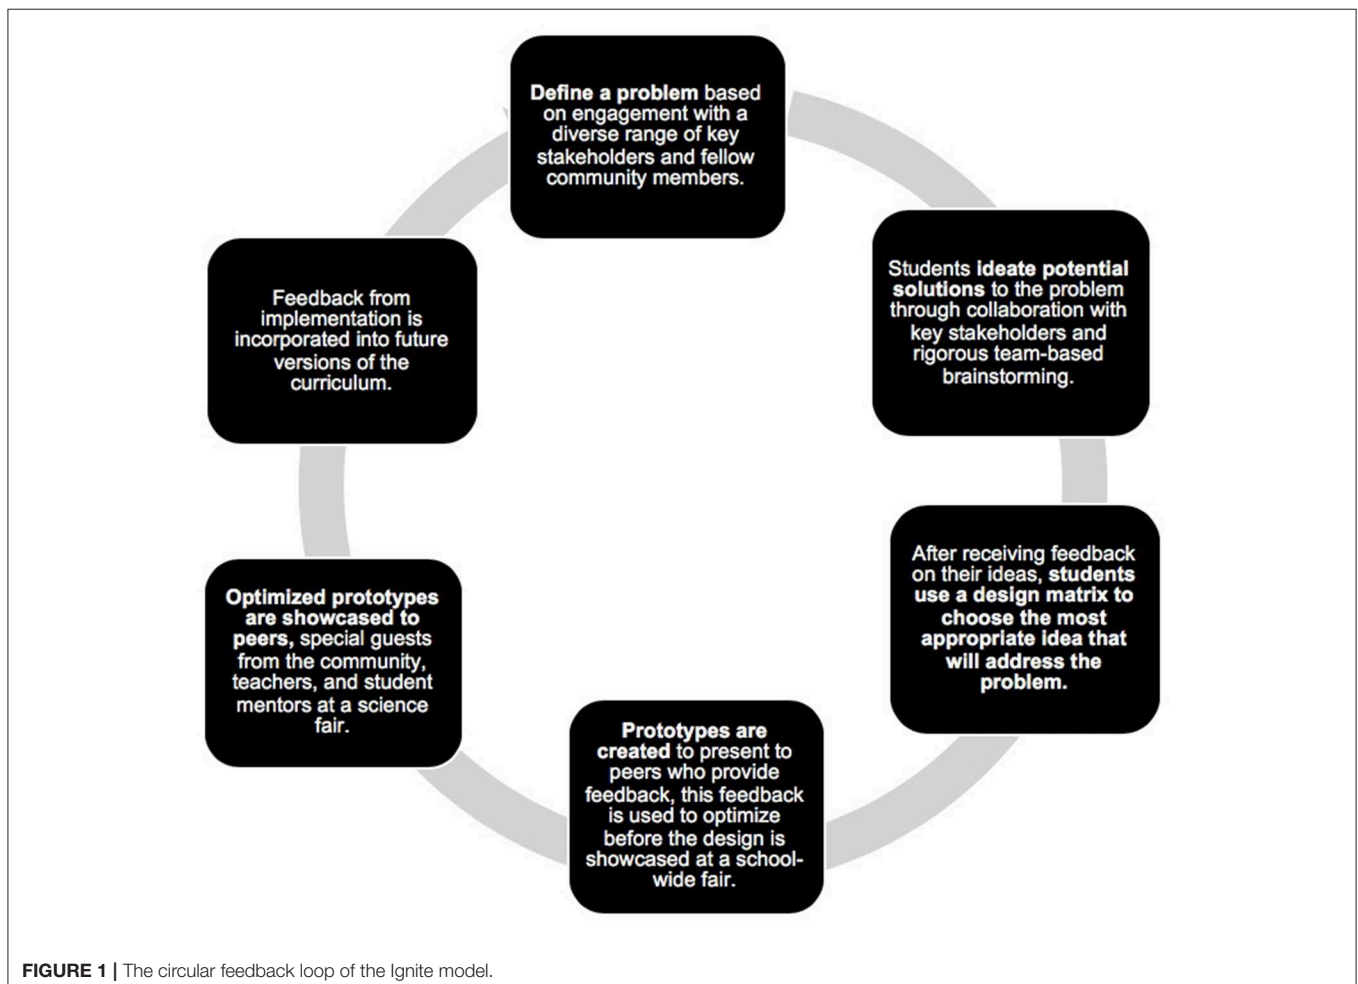 Define a problem based
on engagement with a
diverse range of key
stakeholders and fellow
community members.
Students ideate potential
solutions to the problem
through collaboration with
key stakeholders and
rigorous team-based
brainstorming.
After receiving feedback
on their ideas, students
use a design matrix to
choose the most
appropriate idea that
will address the
problem.
Prototypes are
created to present to
peers who provide
feedback, this feedback
is used to optimize
before the design is
showcased at a school-
wide fair.
Optimized prototypes
are showcased to
peers, special guests
from the community,
teachers, and student
mentors at a science
fair.
Feedback from
implementation is
incorporated into future
versions of the
curriculum.
FIGURE 1 | The circular feedback loop of the Ignite model.